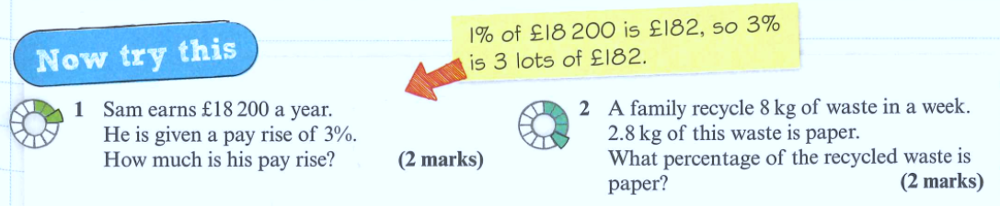 Now try this
1% of £18 200 is £182, so 3%
is 3 lots of £182.
1 Sam earns £18 200 a year.
He is given a pay rise of 3%.
How much is his pay rise? (2 marks)
2 A family recycle 8 kg of waste in a week.
2.8 kg of this waste is paper.
What percentage of the recycled waste is
paper? (2 marks)